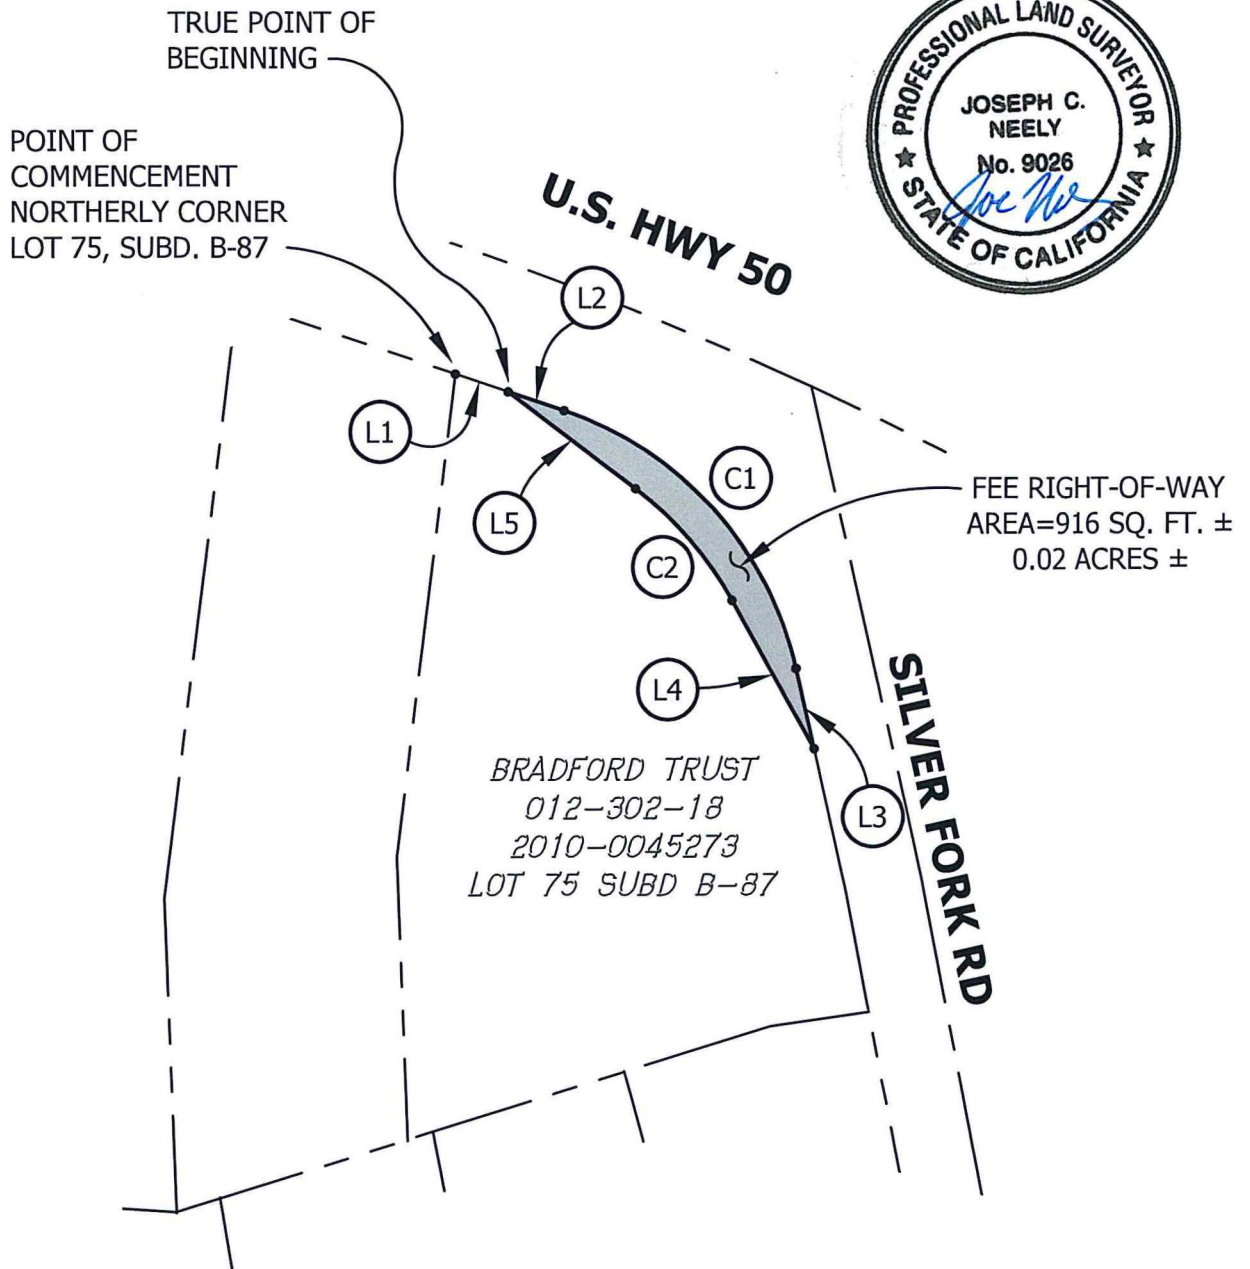 TRUE POINT OF
BEGINNING
POINT OF
COMMENCEMENT
NORTHERLY CORNER
LOT 75, SUBD. B-87
PROFESSIONAL LAND SURVEYOR
JOSEPH C.
NEELY
No. 9026
STATE OF CALIFORNIA
U.S. HWY 50
L2
L1
C1
L5
FEE RIGHT-OF-WAY
AREA=916 SQ. FT. ±
0.02 ACRES ±
C2
L4
SILVER FORK RD
BRADFORD TRUST
012-302-18
2010-0045273
LOT 75 SUBD B-87
L3